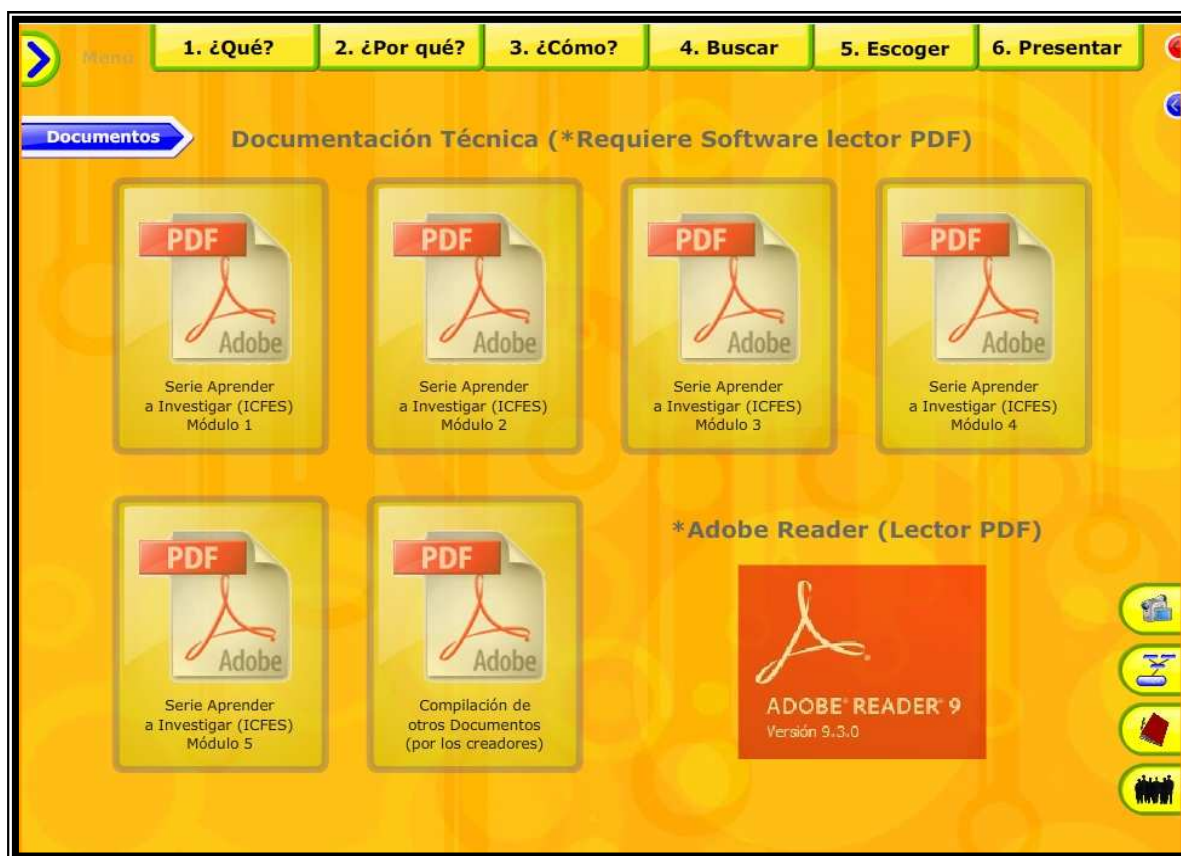 Menú
1. ¿Qué?
2. ¿Por qué?
3. ¿Cómo?
4. Buscar
5. Escoger
6. Presentar
Documentos
Documentación Técnica (*Requiere Software lector PDF)
PDF
Adobe
Serie Aprender
a Investigar (ICFES)
Módulo 1
PDF
Adobe
Serie Aprender
a Investigar (ICFES)
Módulo 2
PDF
Adobe
Serie Aprender
a Investigar (ICFES)
Módulo 3
PDF
Adobe
Serie Aprender
a Investigar (ICFES)
Módulo 4
PDF
Adobe
Serie Aprender
a Investigar (ICFES)
Módulo 5
PDF
Adobe
Compilación de
otros Documentos
(por los creadores)
*Adobe Reader (Lector PDF)
ADOBE® READER® 9
Versión 9.3.0